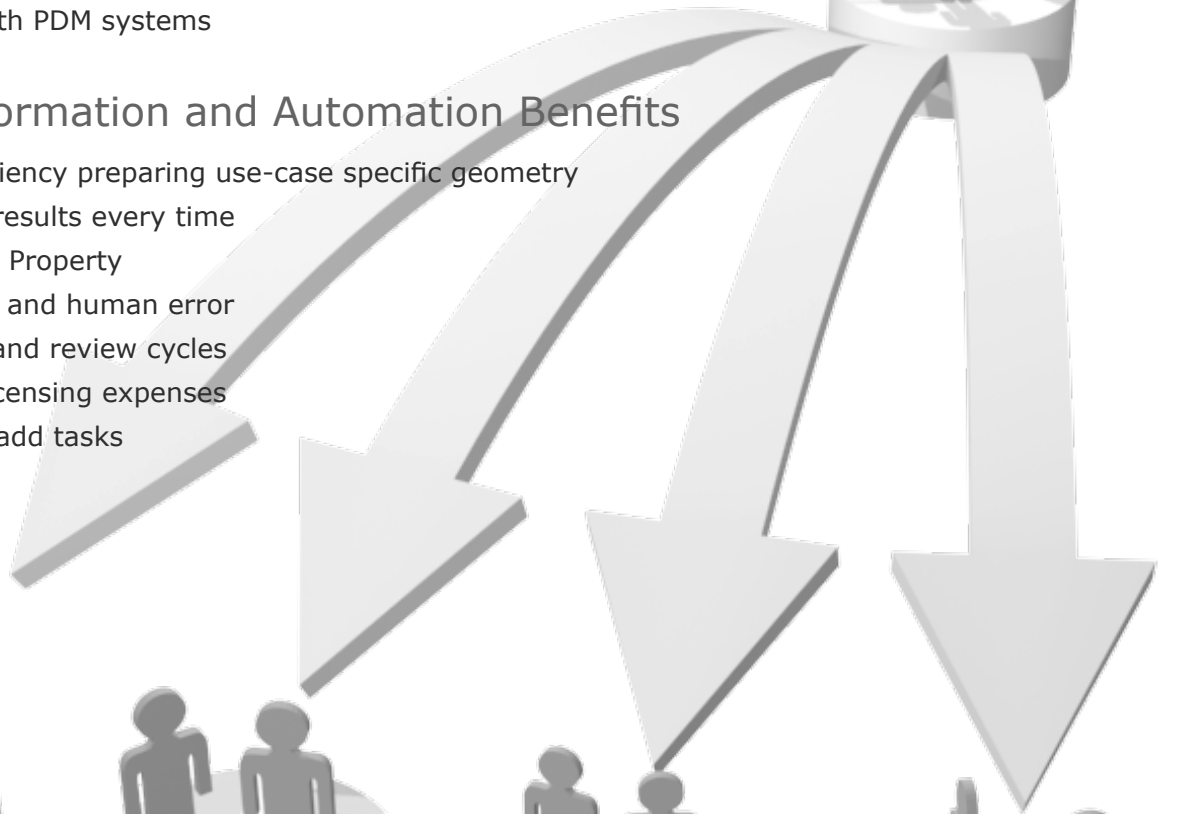 th PDM systems
ormation and Automation Benefits
iency preparing use-case specific geometry
results every time
Property
and human error
and review cycles
censing expenses
add tasks